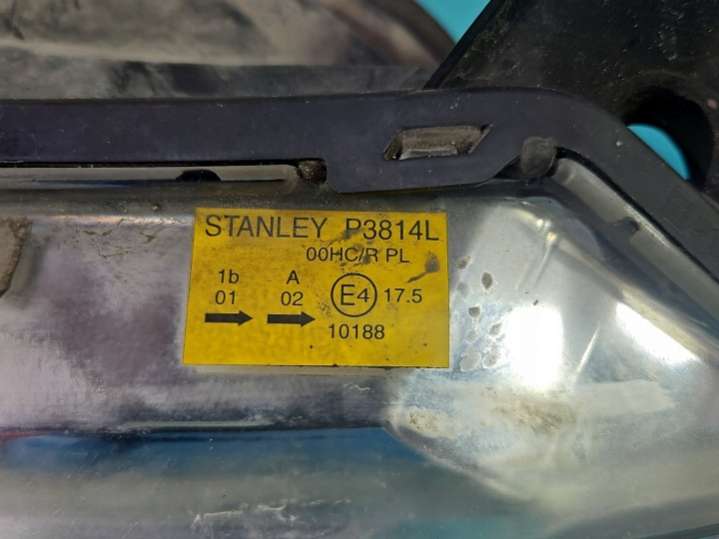 STANLEY P3814L
00HC/R PL
1b A
01 02 E4 17.5
10188